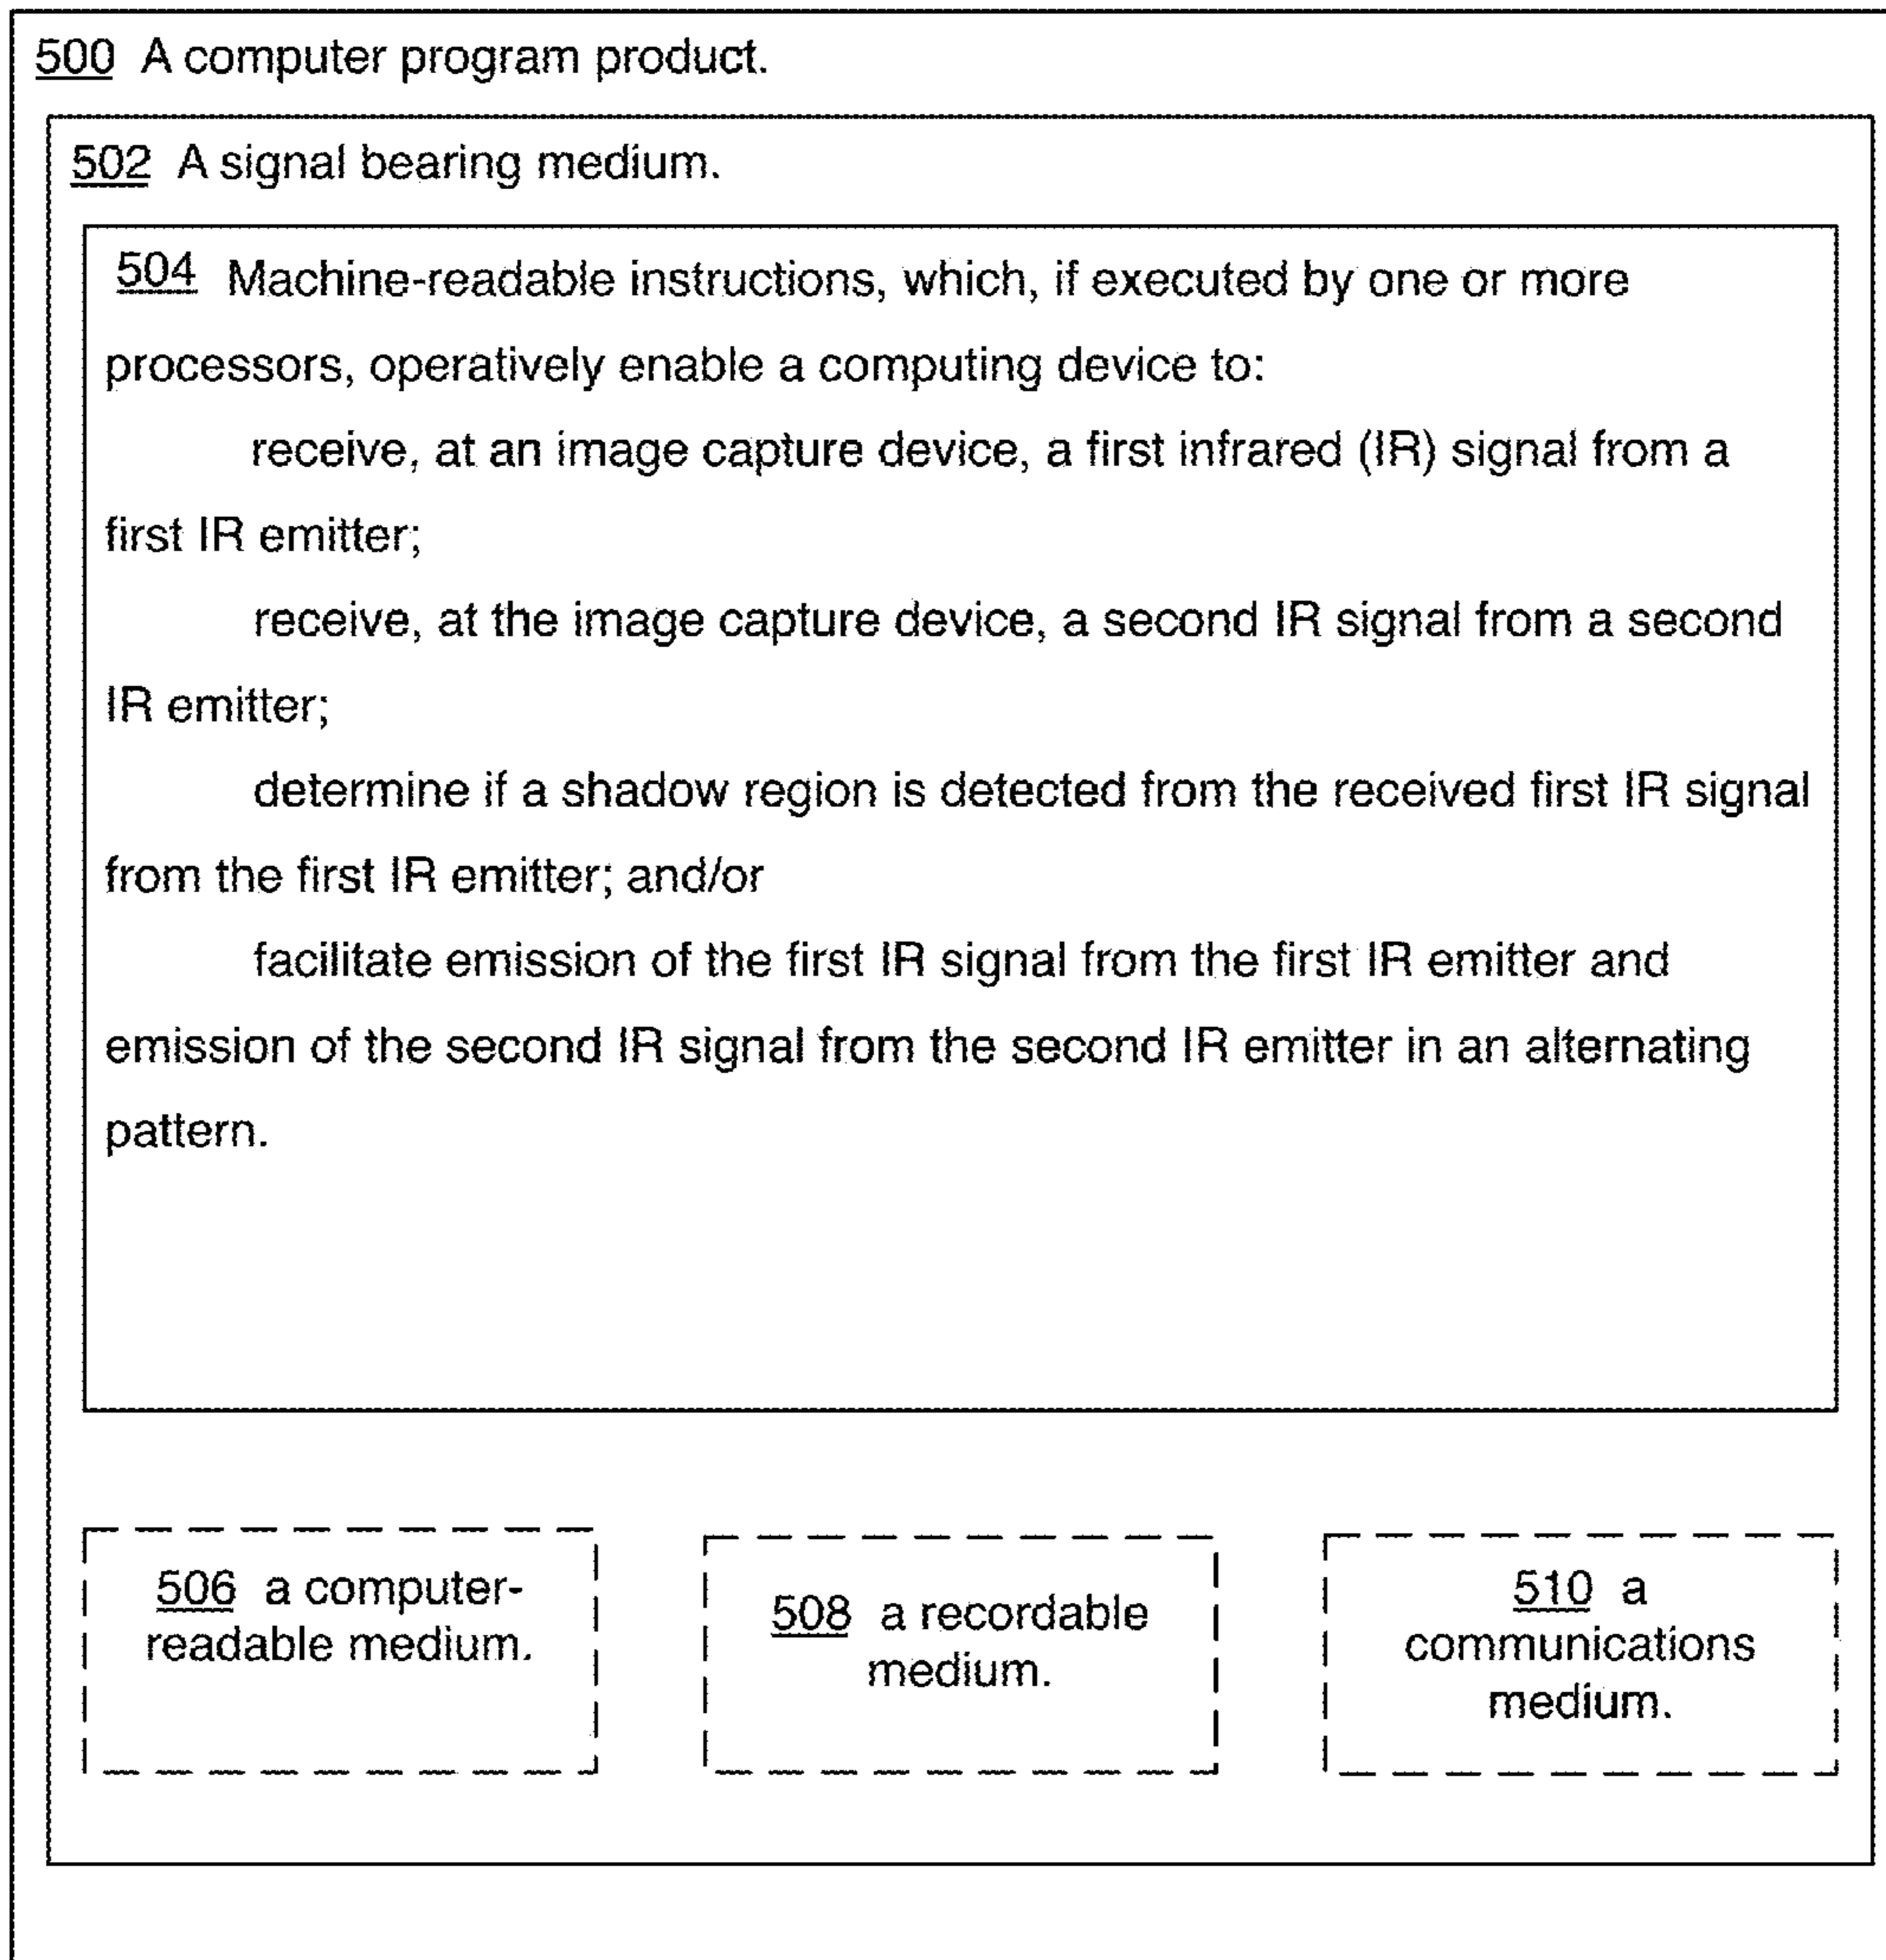 500 A computer program product.
502 A signal bearing medium.
504 Machine-readable instructions, which, if executed by one or more
processors, operatively enable a computing device to:
receive, at an image capture device, a first infrared (IR) signal from a
first IR emitter;
receive, at the image capture device, a second IR signal from a second
IR emitter;
determine if a shadow region is detected from the received first IR signal
from the first IR emitter; and/or
facilitate emission of the first IR signal from the first IR emitter and
emission of the second IR signal from the second IR emitter in an alternating
pattern.
506 a computer-
readable medium.
508 a recordable
medium.
510 a
communications
medium.